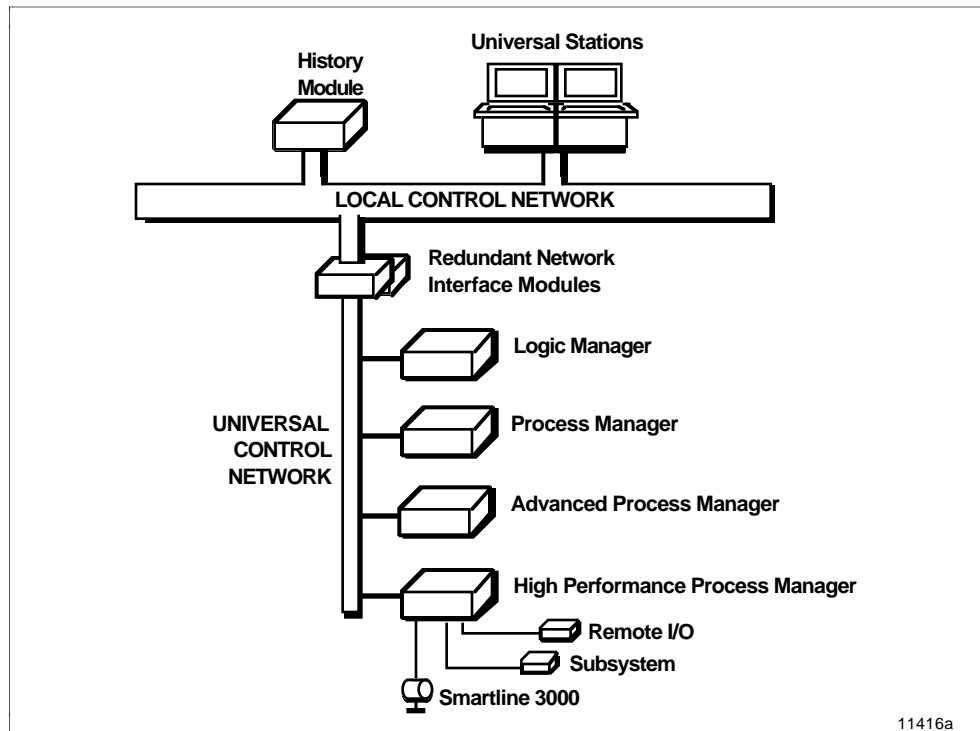 Universal Stations
History
Module
LOCAL CONTROL NETWORK
Redundant Network
Interface Modules
Logic Manager
UNIVERSAL
CONTROL
NETWORK
Process Manager
Advanced Process Manager
High Performance Process Manager
Remote I/O
Subsystem
Smartline 3000
11416a